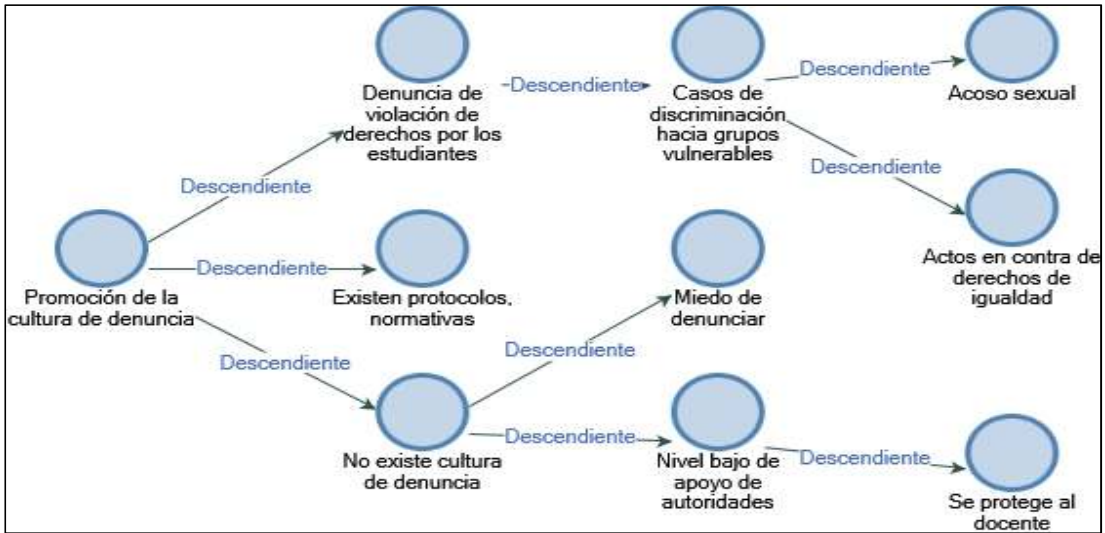 Denuncia de
violación de
derechos por los
estudiantes
Descendiente
Casos de
discriminación
hacia grupos
vulnerables
Descendiente
Acoso sexual
Descendiente
Actos en contra de
derechos de
igualdad
Descendiente
Promoción de la
cultura de denuncia
Descendiente
Existen protocolos,
normativas
Descendiente
No existe cultura
de denuncia
Descendiente
Miedo de
denunciar
Descendiente
Nivel bajo de
apoyo de
autoridades
Descendiente
Se protege al
docente